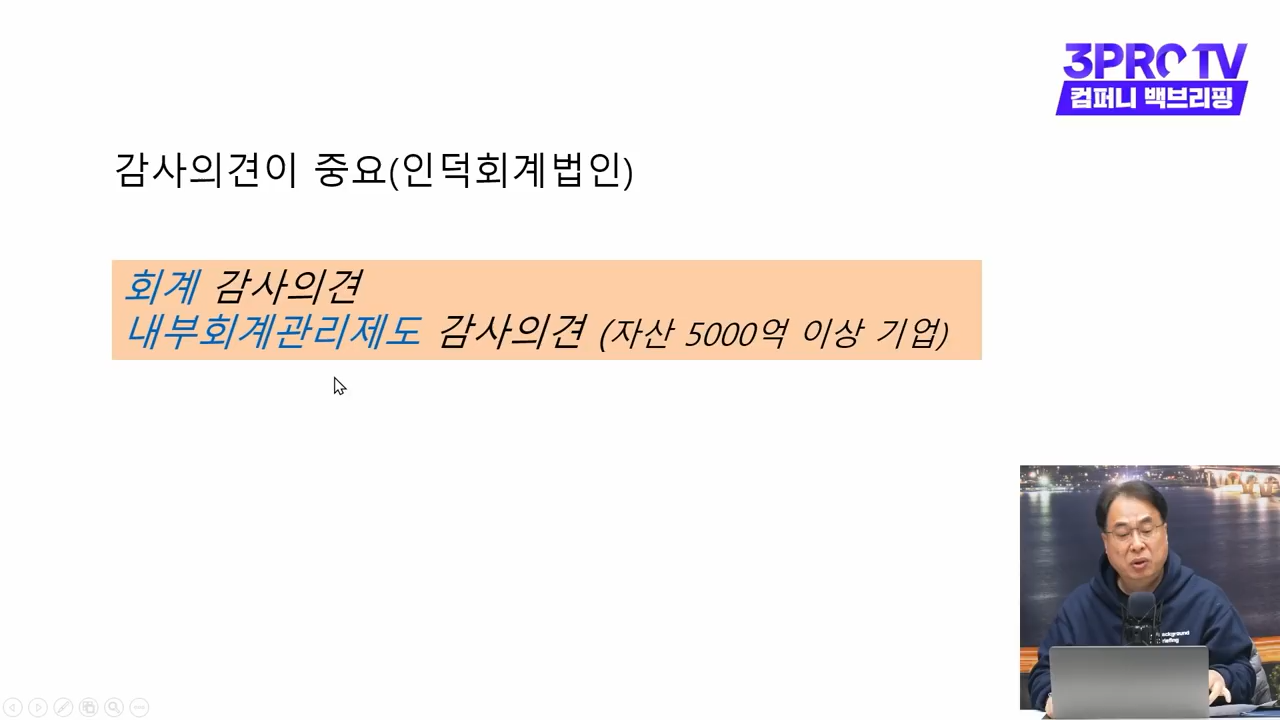 3PRO TV
컴퍼니 백브리핑
감사의견이 중요(인덕회계법인)
회계 감사의견
내부회계관리제도 감사의견 (자산 5000억 이상 기업)